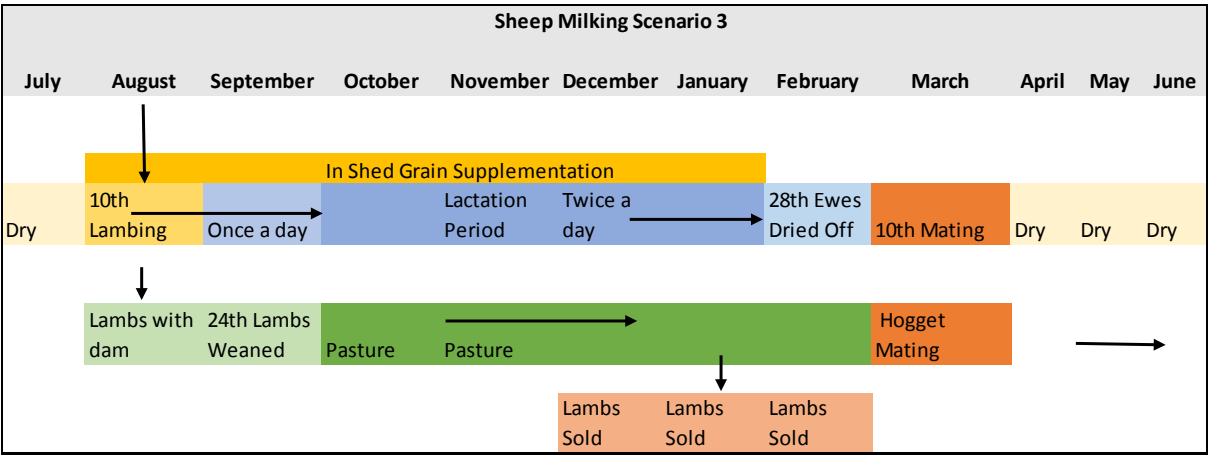 Sheep Milking Scenario 3
July August September October November December January February March April May June
In Shed Grain Supplementation
10th Lactation Twice a 28th Ewes
Dry Lambing Once a day Period day Dried Off 10th Mating Dry Dry Dry
Lambs with 24th Lambs Hogget
dam Weaned Pasture Pasture Mating
Lambs Lambs Lambs
Sold Sold Sold